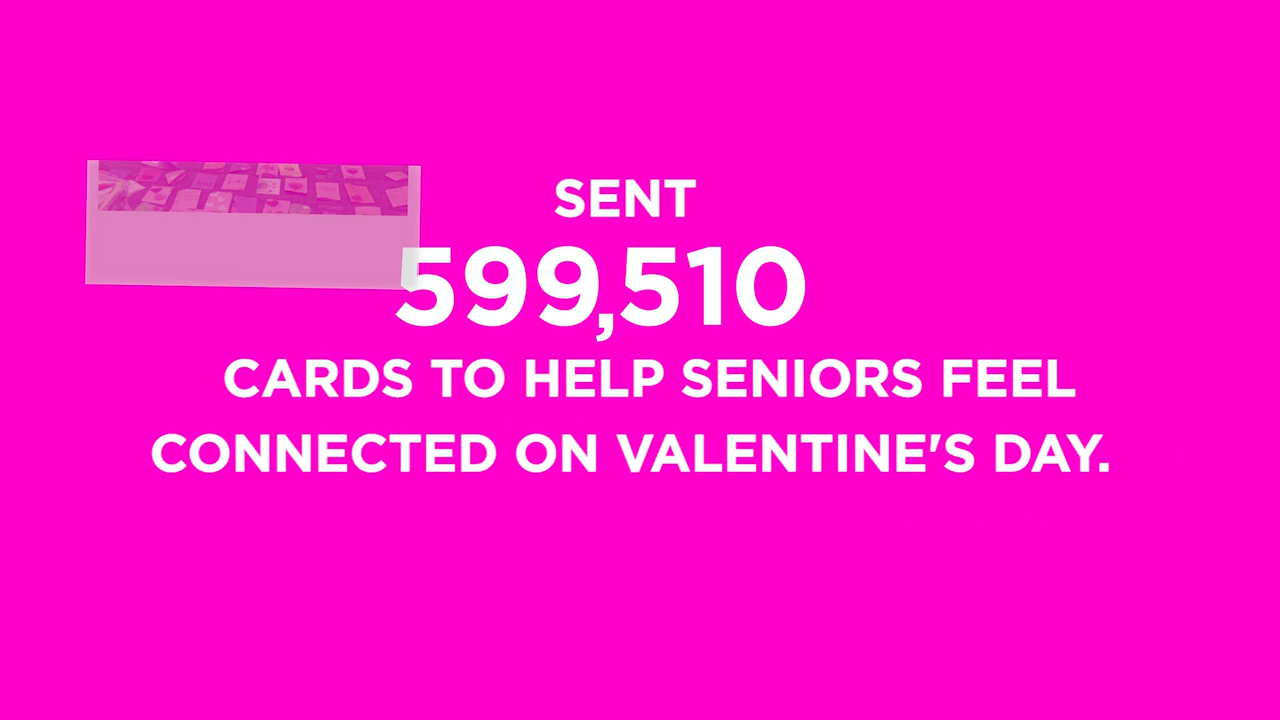 SENT
599,510
CARDS TO HELP SENIORS FEEL
CONNECTED ON VALENTINE'S DAY.